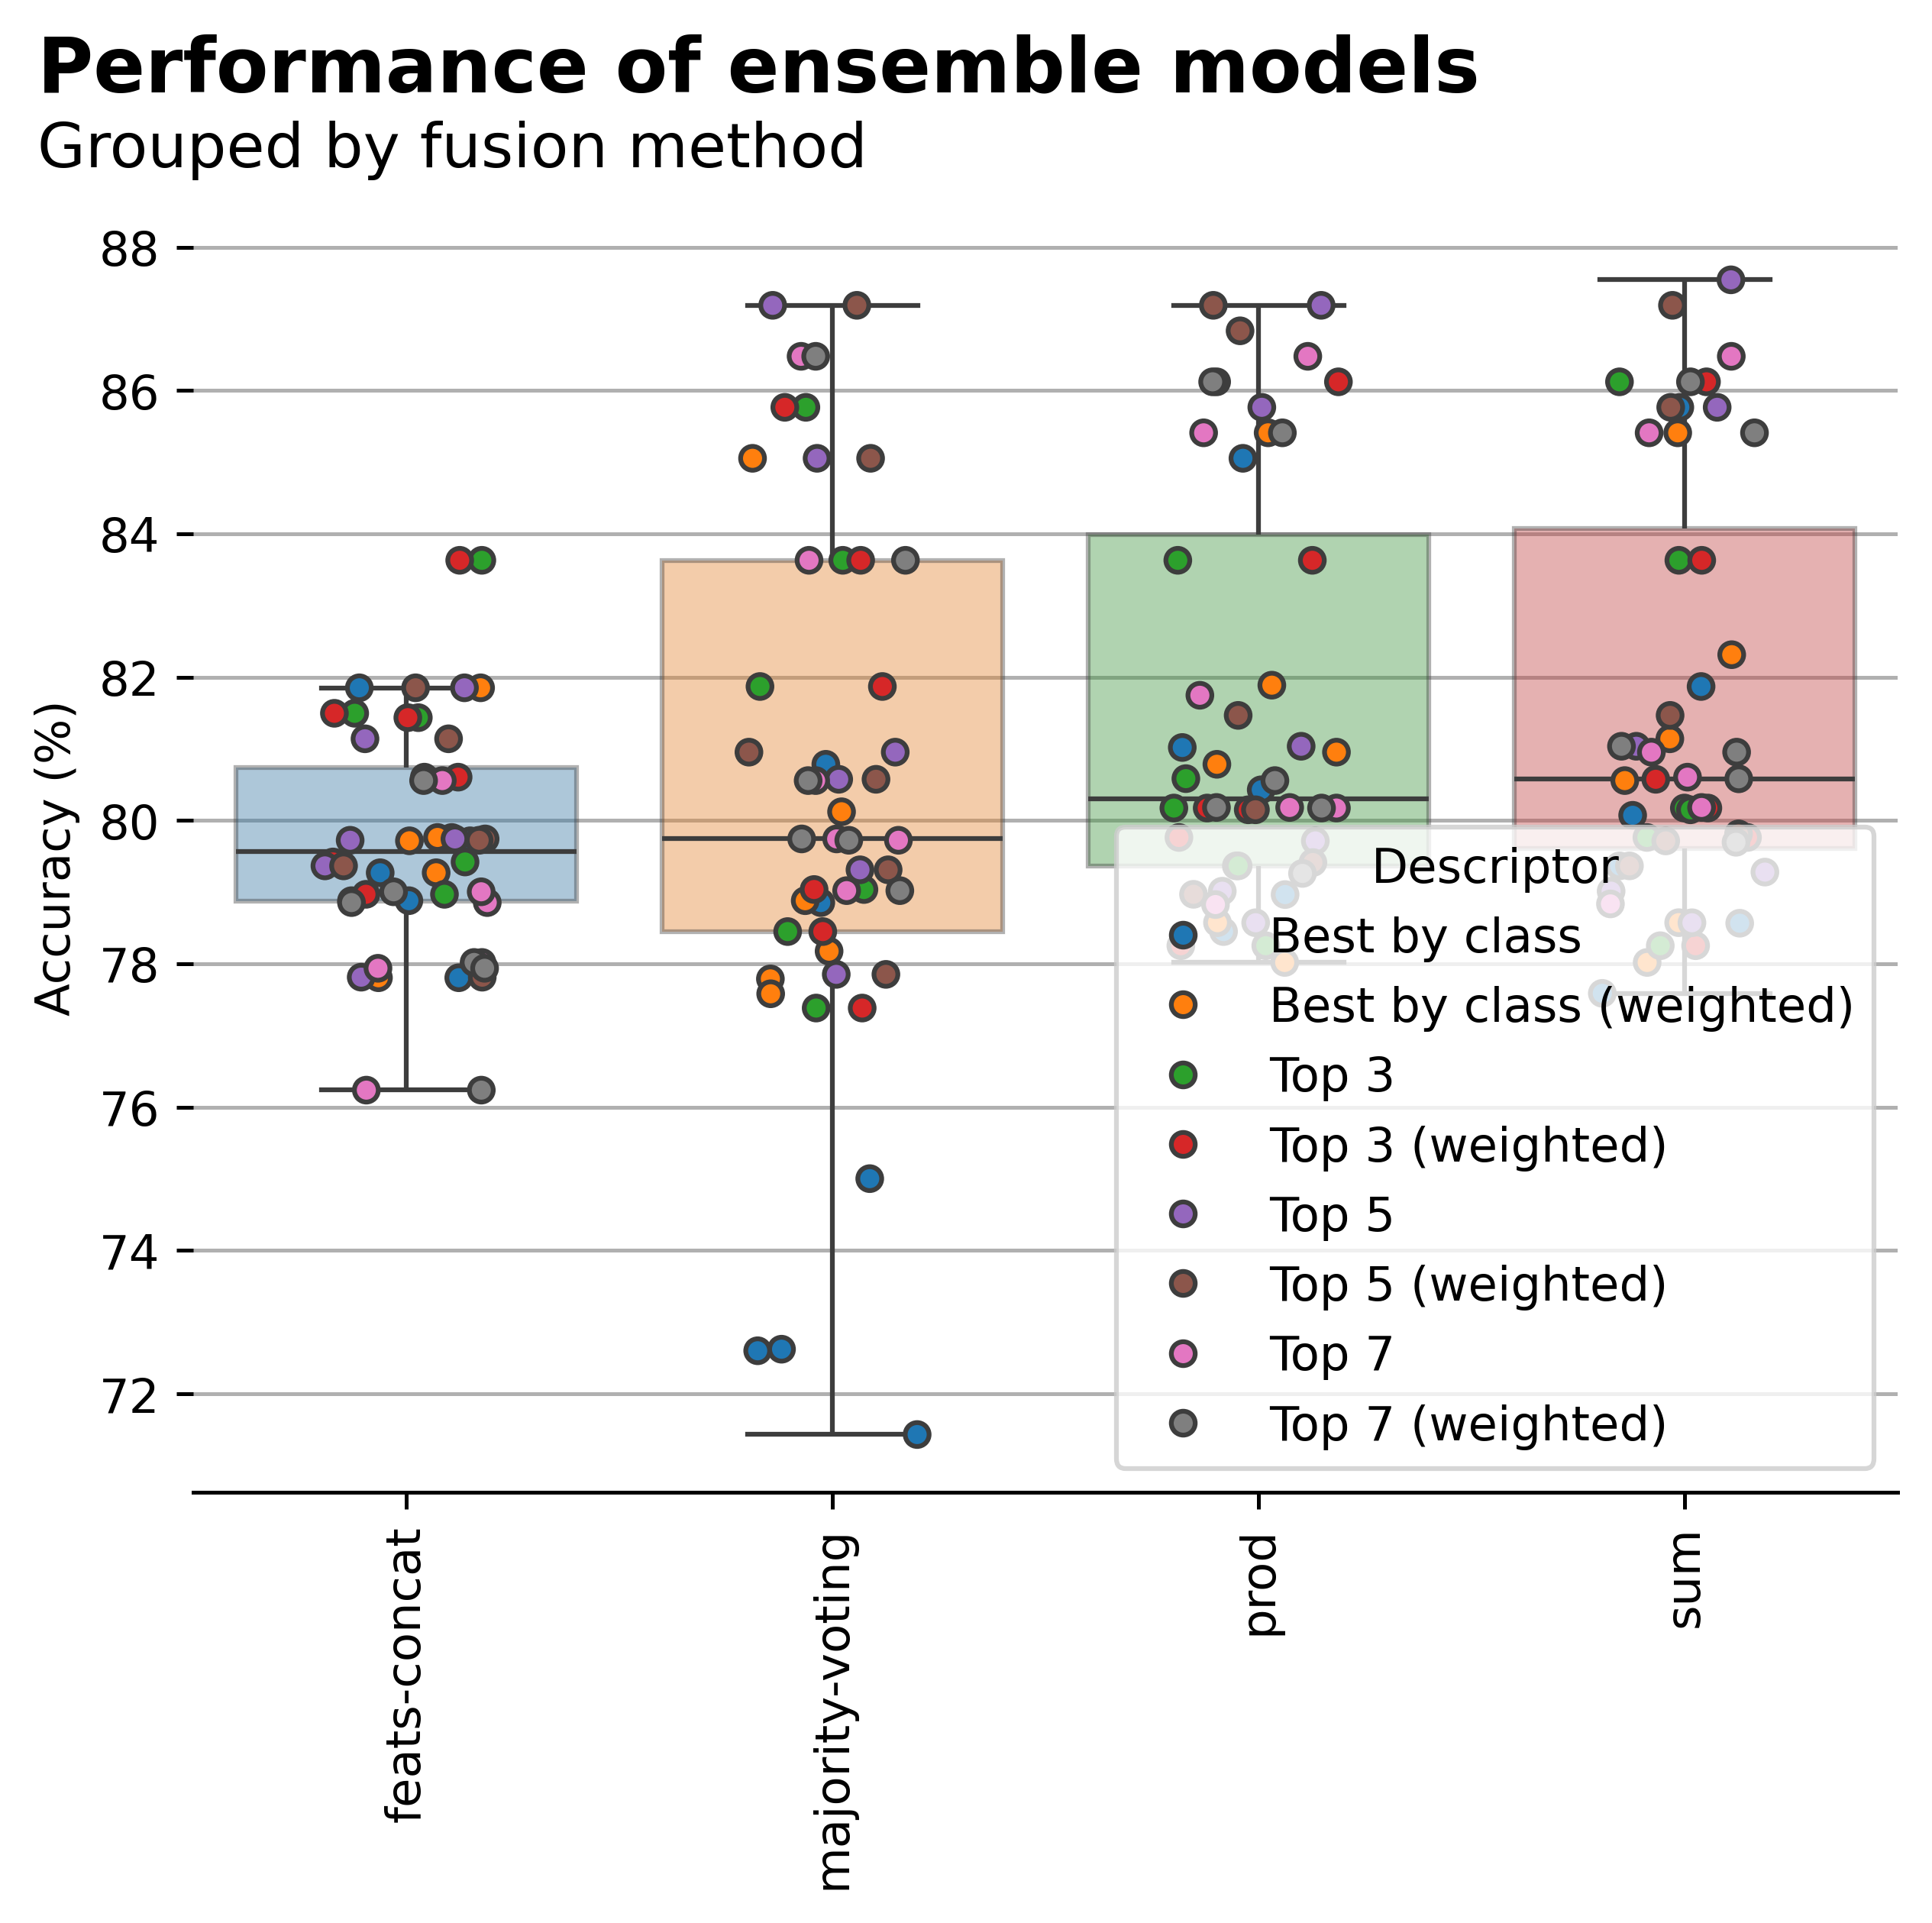 Performance of ensemble models
Grouped by fusion method
88
86
84
82
80
78
76
74
72
Accuracy (%)
Descriptor
Best by class
Best by class (weighted)
Top 3
Top 3 (weighted)
Top 5
Top 5 (weighted)
Top 7
Top 7 (weighted)
feats-concat
majority-voting
prod
sum